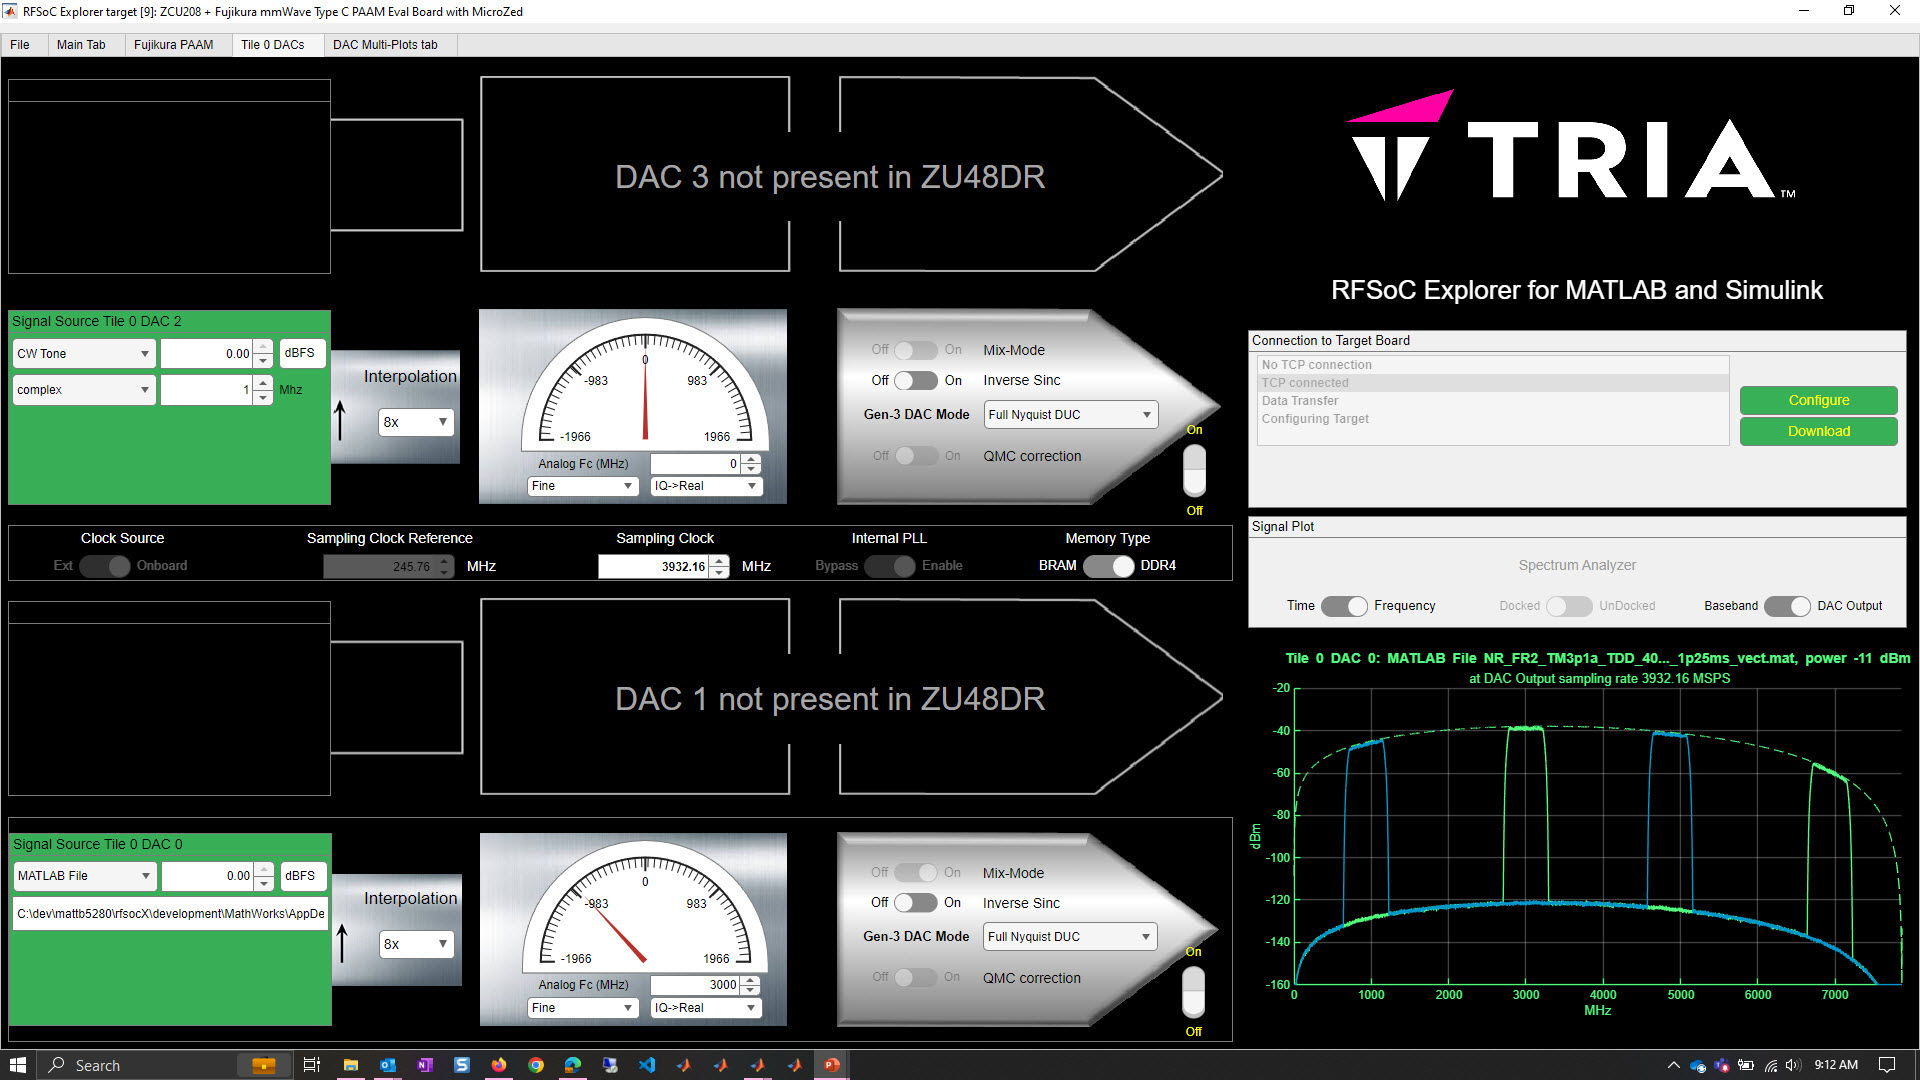 RFSoC Explorer target [9]: ZCU208 + Fujikura mmWave Type C PAAM Eval Board with MicroZed
File Main Tab Fujikura PAAM Tile 0 DACs DAC Multi-Plots tab
DAC 3 not present in ZU48DR
TRIA™
RFSoC Explorer for MATLAB and Simulink
Signal Source Tile 0 DAC 2
CW Tone 0.00 dBFS
complex 1 Mhz
Interpolation
8x
0
-983 983
-1966 1966
Analog Fc (MHz) 0
Fine IQ->Real
Off On Mix-Mode
Off On Inverse Sinc
Gen-3 DAC Mode Full Nyquist DUC
Off On QMC correction
On
Off
Connection to Target Board
No TCP connection
TCP connected
Data Transfer
Configuring Target
Configure
Download
Clock Source
Ext Onboard
Sampling Clock Reference
245.76 MHz
Sampling Clock
3932.16 MHz
Internal PLL
Bypass Enable
Memory Type
BRAM DDR4
Signal Plot
Spectrum Analyzer
Time Frequency Docked UnDocked Baseband DAC Output
DAC 1 not present in ZU48DR
Signal Source Tile 0 DAC 0
MATLAB File 0.00 dBFS
C:\dev\mattb5280\rfsocX\development\MathWorks\AppDe
Interpolation
8x
0
-983 983
-1966 1966
Analog Fc (MHz) 3000
Fine IQ->Real
Off On Mix-Mode
Off On Inverse Sinc
Gen-3 DAC Mode Full Nyquist DUC
Off On QMC correction
On
Off
Tile 0 DAC 0: MATLAB File NR_FR2_TM3p1a_TDD_40..._1p25ms_vect.mat, power -11 dBm
at DAC Output sampling rate 3932.16 MSPS
-20
-40
-60
-80
-100
-120
-140
-160
dBm
0 1000 2000 3000 4000 5000 6000 7000
MHz
Search
9:12 AM